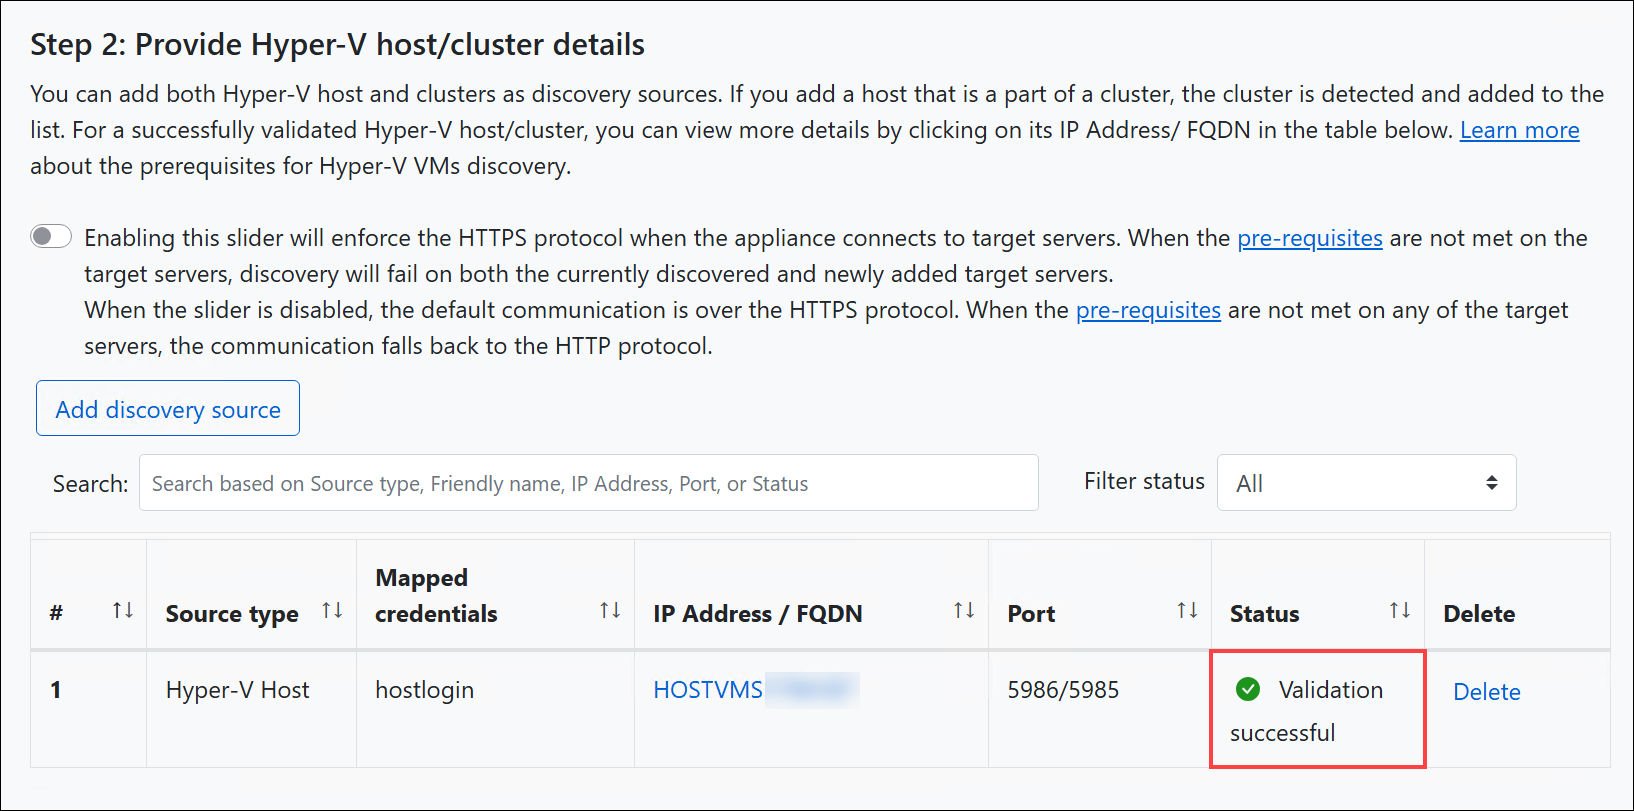 Step 2: Provide Hyper-V host/cluster details
You can add both Hyper-V host and clusters as discovery sources. If you add a host that is a part of a cluster, the cluster is detected and added to the
list. For a successfully validated Hyper-V host/cluster, you can view more details by clicking on its IP Address/ FQDN in the table below. Learn more
about the prerequisites for Hyper-V VMs discovery.
Enabling this slider will enforce the HTTPS protocol when the appliance connects to target servers. When the pre-requisites are not met on the
target servers, discovery will fail on both the currently discovered and newly added target servers.
When the slider is disabled, the default communication is over the HTTPS protocol. When the pre-requisites are not met on any of the target
servers, the communication falls back to the HTTP protocol.
Add discovery source
Search: Search based on Source type, Friendly name, IP Address, Port, or Status Filter status All
# Source type Mapped credentials IP Address / FQDN Port Status Delete
1 Hyper-V Host hostlogin HOSTVMS 5986/5985 Validation Delete
successful